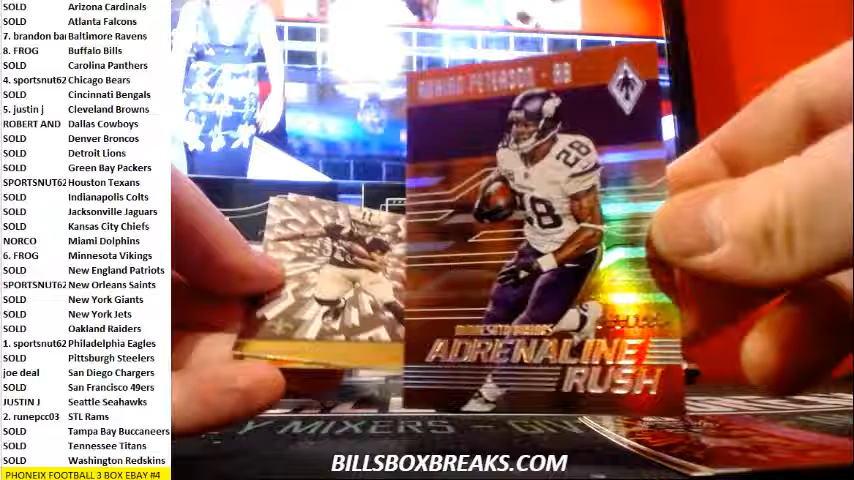 SOLD Arizona Cardinals
SOLD Atlanta Falcons
7. brandon bar Baltimore Ravens
8. FROG Buffalo Bills
SOLD Carolina Panthers
4. sportsnut62 Chicago Bears
SOLD Cincinnati Bengals
5. justin j Cleveland Browns
ROBERT AND Dallas Cowboys
SOLD Denver Broncos
SOLD Detroit Lions
SOLD Green Bay Packers
SPORTSNUT62 Houston Texans
SOLD Indianapolis Colts
SOLD Jacksonville Jaguars
SOLD Kansas City Chiefs
NORCO Miami Dolphins
6. FROG Minnesota Vikings
SOLD New England Patriots
SPORTSNUT62 New Orleans Saints
SOLD New York Giants
SOLD New York Jets
SOLD Oakland Raiders
1. sportsnut62 Philadelphia Eagles
SOLD Pittsburgh Steelers
joe deal San Diego Chargers
SOLD San Francisco 49ers
JUSTIN J Seattle Seahawks
2. runepcc03 STL Rams
SOLD Tampa Bay Buccaneers
SOLD Tennessee Titans
SOLD Washington Redskins
PHONEIX FOOTBALL 3 BOX EBAY #4
ADRIAN PETERSON - RB
28
28
MINNESOTA VIKINGS
ADRENALINE
RUSH
Y MIXERS - GIV
BILLSBOXBREAKS.COM